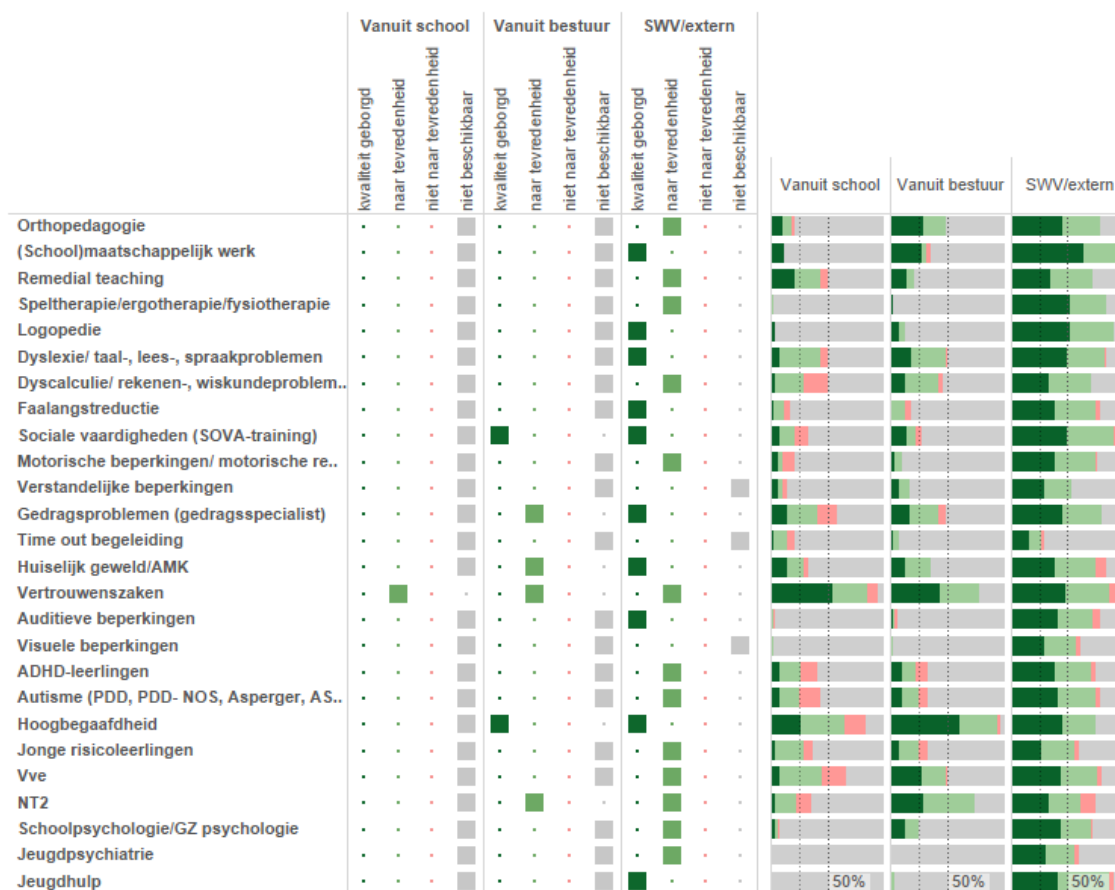 Vanuit school Vanuit bestuur SWV/extern
kwaliteit geborgd
naar tevredenheid
niet naar tevredenheid
niet beschikbaar
kwaliteit geborgd
naar tevredenheid
niet naar tevredenheid
niet beschikbaar
kwaliteit geborgd
naar tevredenheid
niet naar tevredenheid
niet beschikbaar
Vanuit school Vanuit bestuur SWV/extern
Orthopedagogie
(School)maatschappelijk werk
Remedial teaching
Speltherapie/ergotherapie/fysiotherapie
Logopedie
Dyslexie/ taal-, lees-, spraakproblemen
Dyscalculie/ rekenen-, wiskundeproblem..
Faalangstreductie
Sociale vaardigheden (SOVA-training)
Motorische beperkingen/ motorische re..
Verstandelijke beperkingen
Gedragsproblemen (gedragsspecialist)
Time out begeleiding
Huiselijk geweld/AMK
Vertrouwenszaken
Auditieve beperkingen
Visuele beperkingen
ADHD-leerlingen
Autisme (PDD, PDD- NOS, Asperger, AS..
Hoogbegaafdheid
Jonge risicoleerlingen
Vve
NT2
Schoolpsychologie/GZ psychologie
Jeugdpsychiatrie
Jeugdhulp 50% 50% 50%